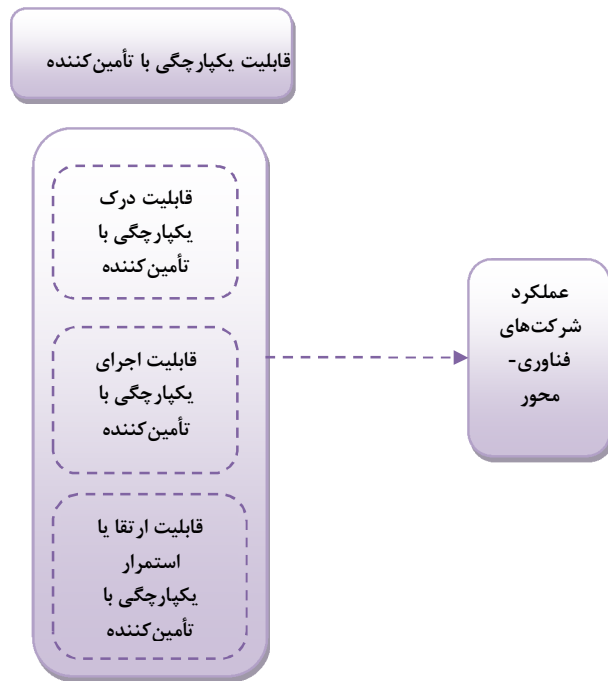 قابلیت یکپارچگی با تأمین‌کننده
قابلیت درک
یکپارچگی با
تأمین‌کننده
قابلیت اجرای
یکپارچگی با
تأمین‌کننده
قابلیت ارتقا یا
استمرار
یکپارچگی با
تأمین‌کننده
عملکرد
شرکت‌های
فناوری-
محور